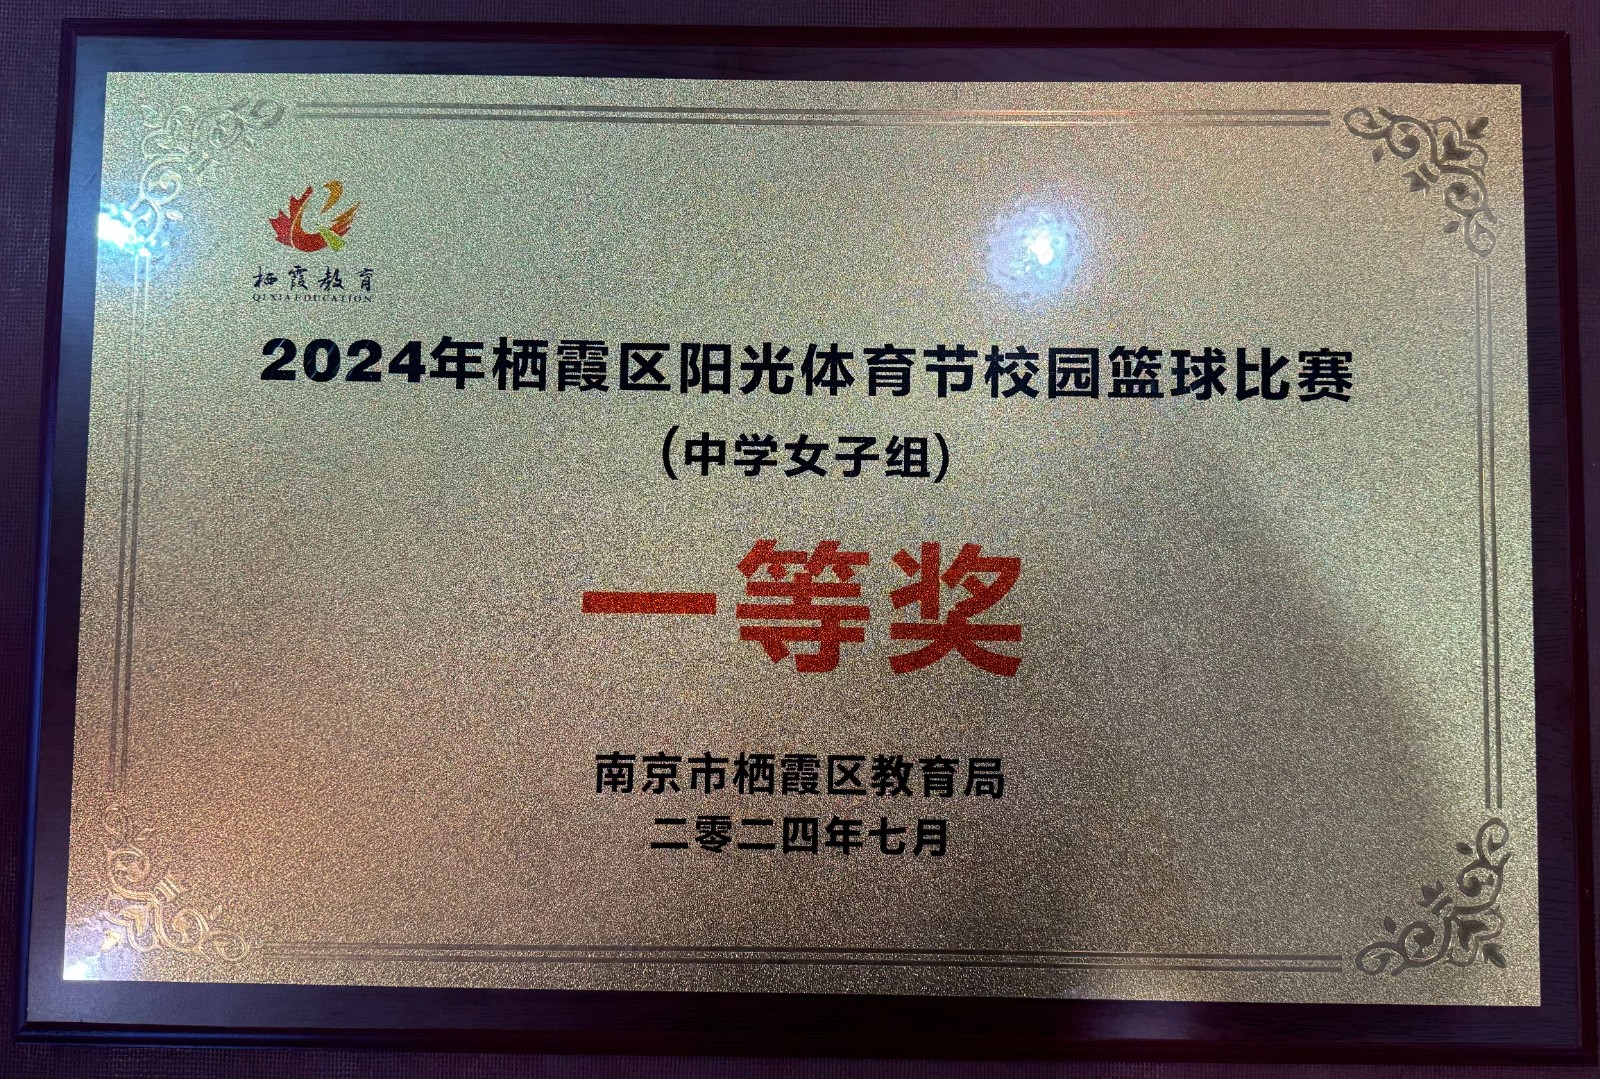 栖霞教育
QIXIA EDUCATION
2024年栖霞区阳光体育节校园篮球比赛
(中学女子组)
一等奖
南京市栖霞区教育局
二零二四年七月